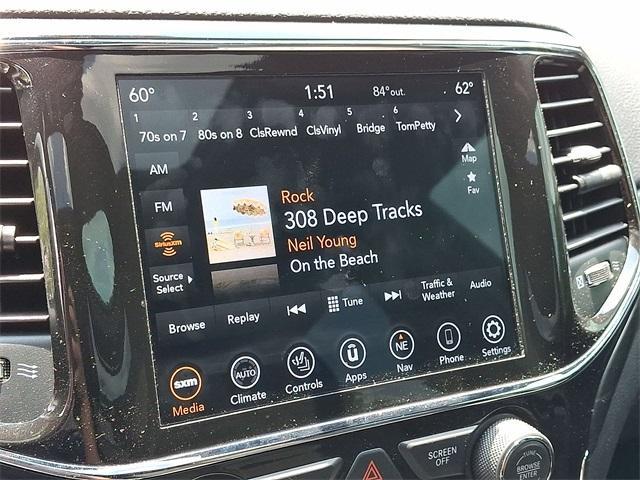 60° 1:51 84°out. 62°
1 2 3 4 5 6
70s on 7 80s on 8 ClsRewnd ClsVinyl Bridge TomPetty
AM
Map
FM
Rock
Fav
308 Deep Tracks
SiriusXM
Neil Young
On the Beach
Source
Select
Browse Replay Tune Traffic &
Weather Audio
AUTO NE
sxm
Media Climate Controls Apps Nav Phone Settings
SCREEN
OFF
TUNE
BROWSE
ENTER